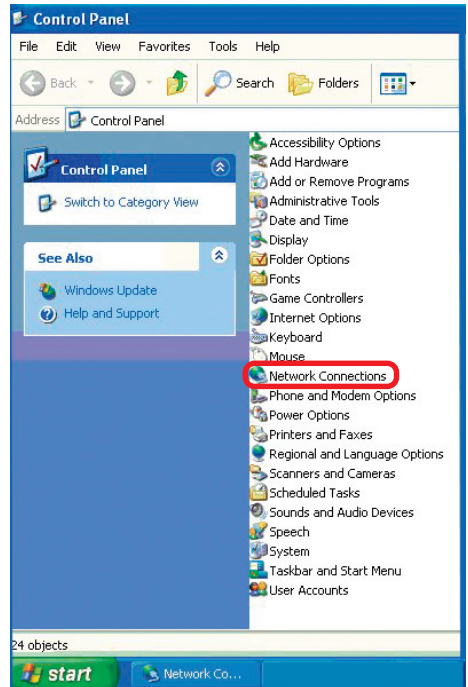 Control Panel
File Edit View Favorites Tools Help
Back Search Folders
Address Control Panel
Control Panel
Switch to Category View
See Also
Windows Update
Help and Support
Accessibility Options
Add Hardware
Add or Remove Programs
Administrative Tools
Date and Time
Display
Folder Options
Fonts
Game Controllers
Internet Options
Keyboard
Mouse
Network Connections
Phone and Modem Options
Power Options
Printers and Faxes
Regional and Language Options
Scanners and Cameras
Scheduled Tasks
Sounds and Audio Devices
Speech
System
Taskbar and Start Menu
User Accounts
24 objects
start Network Co...